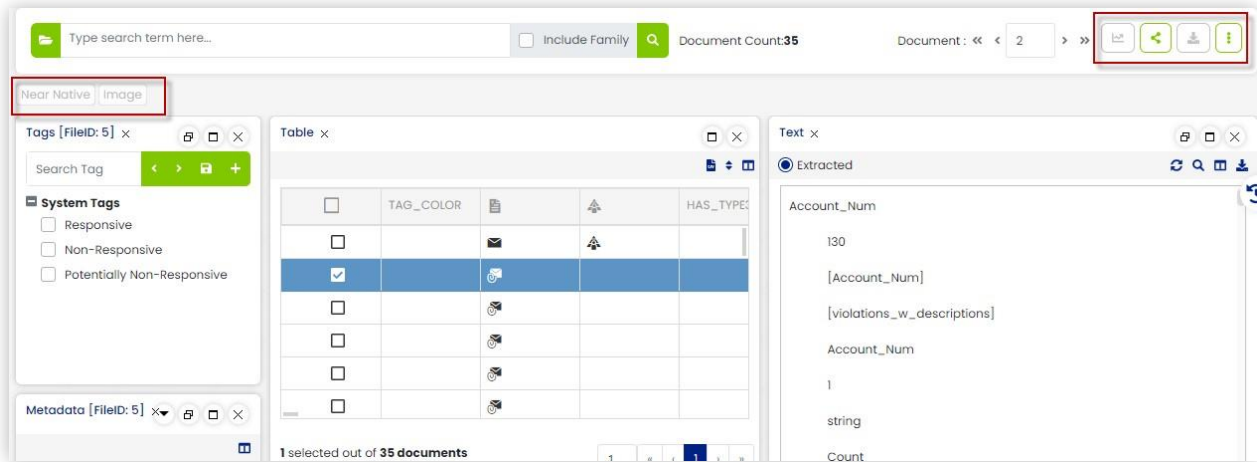 Type search term here...
Include Family
Document Count:35
Document : « ‹ 2 › »
Near Native
Image
Tags [FileID: 5] ×
Search Tag
System Tags
Responsive
Non-Responsive
Potentially Non-Responsive
Metadata [FileID: 5] ×
Table ×
TAG_COLOR
HAS_TYPE
1 selected out of 35 documents
1 « ‹ 1 › »
Text ×
Extracted
Account_Num
130
[Account_Num]
[violations_w_descriptions]
Account_Num
1
string
Count